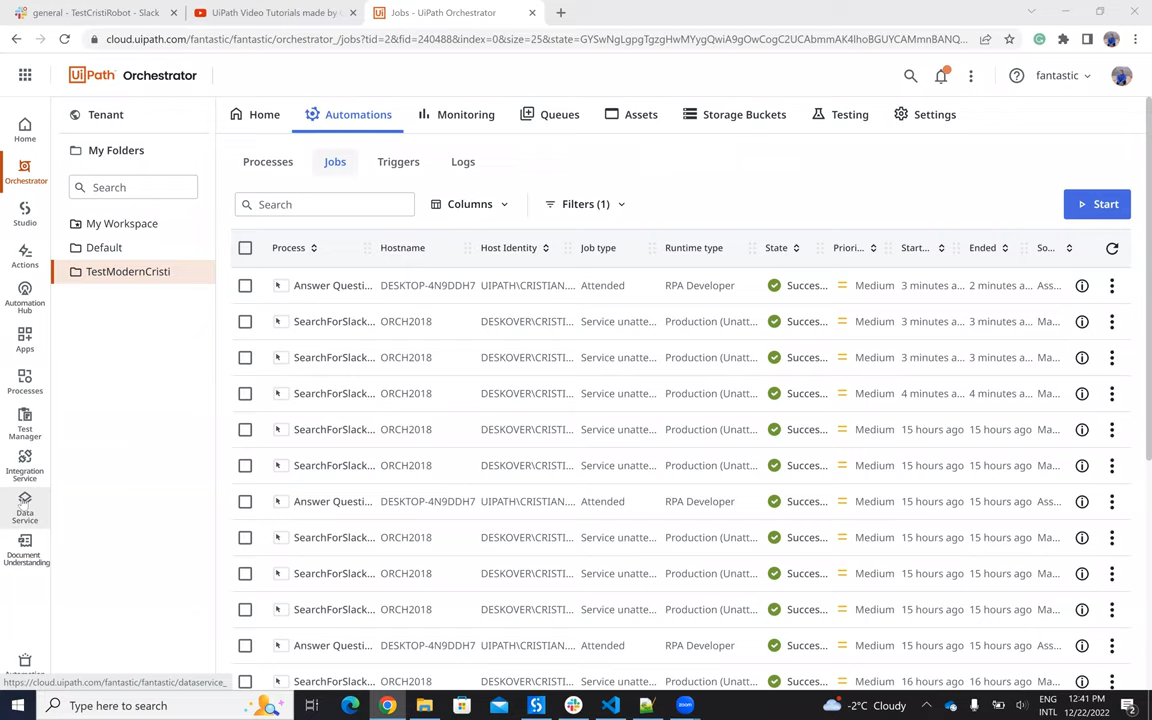 general - TestCristiRobot - Slack
UiPath Video Tutorials made by C
Jobs - UiPath Orchestrator
cloud.uipath.com/fantastic/fantastic/orchestrator_/jobs?tid=2&fid=240488&index=0&size=25&state=
UiPath Orchestrator
fantastic
Tenant
My Folders
Search
My Workspace
Default
TestModernCristi
Home
Orchestrator
Studio
Actions
Automation Hub
Apps
Processes
Test Manager
Integration Service
Data Service
Document Understanding
Home Automations Monitoring Queues Assets Storage Buckets Testing Settings
Processes Jobs Triggers Logs
Search Columns Filters (1) Start
Process Hostname Host Identity Job type Runtime type State Priori... Start... Ended So...
Answer Questi... DESKTOP-4N9DDH7 UIPATH\CRISTIAN.... Attended RPA Developer Succes... Medium 3 minutes a... 2 minutes a... Ass...
SearchForSlack... ORCH2018 DESKOVER\CRISTI... Service unatte... Production (Unatt... Succes... Medium 3 minutes a... 3 minutes a... Ma...
SearchForSlack... ORCH2018 DESKOVER\CRISTI... Service unatte... Production (Unatt... Succes... Medium 3 minutes a... 3 minutes a... Ma...
SearchForSlack... ORCH2018 DESKOVER\CRISTI... Service unatte... Production (Unatt... Succes... Medium 4 minutes a... 4 minutes a... Ma...
SearchForSlack... ORCH2018 DESKOVER\CRISTI... Service unatte... Production (Unatt... Succes... Medium 15 hours ago 15 hours ago Ma...
SearchForSlack... ORCH2018 DESKOVER\CRISTI... Service unatte... Production (Unatt... Succes... Medium 15 hours ago 15 hours ago Ma...
Answer Questi... DESKTOP-4N9DDH7 UIPATH\CRISTIAN.... Attended RPA Developer Succes... Medium 15 hours ago 15 hours ago Ass...
SearchForSlack... ORCH2018 DESKOVER\CRISTI... Service unatte... Production (Unatt... Succes... Medium 15 hours ago 15 hours ago Ma...
SearchForSlack... ORCH2018 DESKOVER\CRISTI... Service unatte... Production (Unatt... Succes... Medium 15 hours ago 15 hours ago Ma...
SearchForSlack... ORCH2018 DESKOVER\CRISTI... Service unatte... Production (Unatt... Succes... Medium 15 hours ago 15 hours ago Ma...
Answer Questi... DESKTOP-4N9DDH7 UIPATH\CRISTIAN.... Attended RPA Developer Succes... Medium 15 hours ago 15 hours ago Ass...
SearchForSlack... ORCH2018 DESKOVER\CRISTI... Service unatte... Production (Unatt... Succes... Medium 16 hours ago 16 hours ago Ma...
https://cloud.uipath.com/fantastic/fantastic/dataservice_
Type here to search
-2°C Cloudy
ENG
INTL
12:41 PM
12/22/2022
2